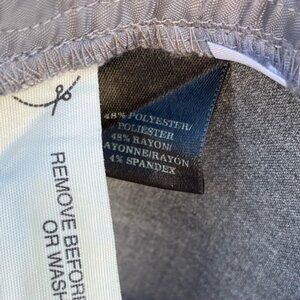 48% POLYESTER/
POLIESTER
48% RAYON/
RAYONNE/RAYÓN
4% SPANDEX
REMOVE BEFORE
OR WASH